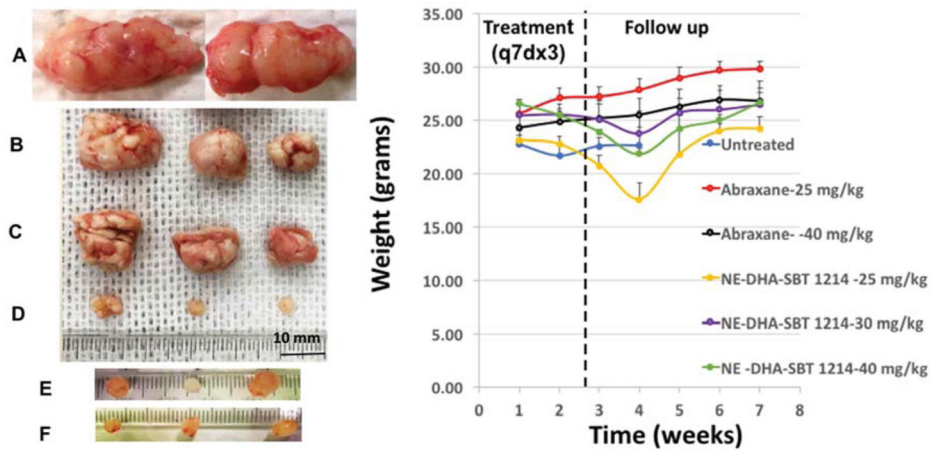 A
B
C
D
10 mm
E
F
35.00
30.00
25.00
20.00
15.00
10.00
5.00
0.00
Weight (grams)
Treatment
(q7dx3)
Follow up
Untreated
Abraxane-25 mg/kg
Abraxane- -40 mg/kg
NE-DHA-SBT 1214 -25 mg/kg
NE-DHA-SBT 1214-30 mg/kg
NE -DHA-SBT 1214-40 mg/kg
0 1 2 3 4 5 6 7 8
Time (weeks)